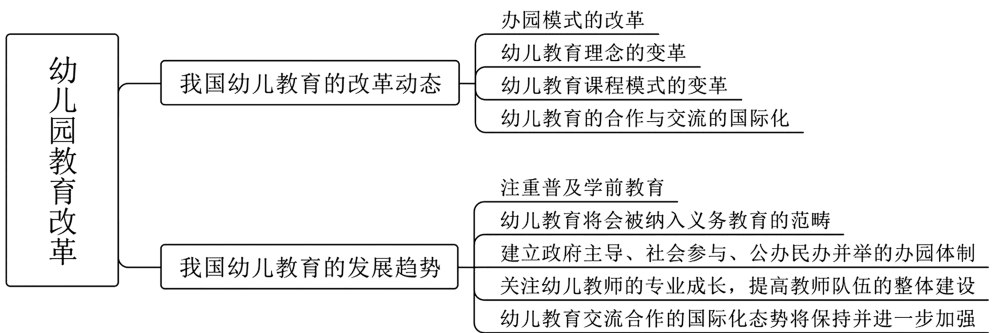 幼儿园教育改革
我国幼儿教育的改革动态
办园模式的改革
幼儿教育理念的变革
幼儿教育课程模式的变革
幼儿教育的合作与交流的国际化
我国幼儿教育的发展趋势
注重普及学前教育
幼儿教育将会被纳入义务教育的范畴
建立政府主导、社会参与、公办民办并举的办园体制
关注幼儿教师的专业成长，提高教师队伍的整体建设
幼儿教育交流合作的国际化态势将保持并进一步加强